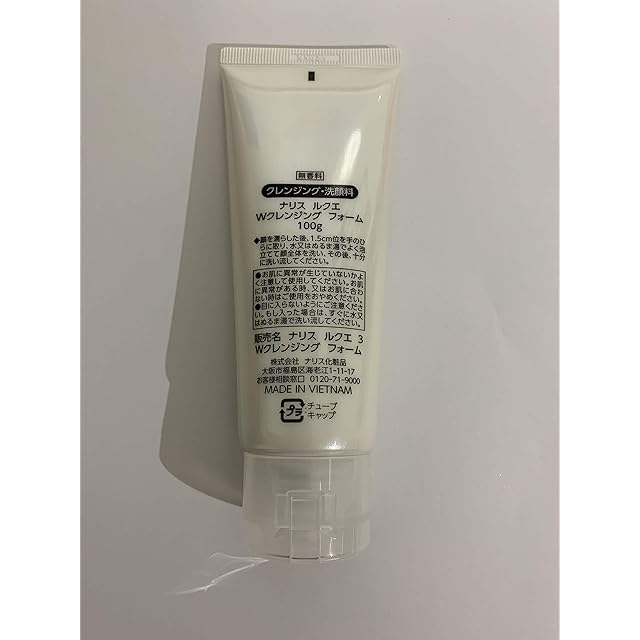 無香料
クレンジング・洗顔料
ナリス ルクエ
Wクレンジング フォーム
100g
●顔を濡らした後、1.5cm位を手のひ
らに取り、水又はぬるま湯でよく泡
立てて顔全体を洗い、その後、十分
に洗い流してください。
●お肌に異常が生じていないかよ
く注意して使用してください。お肌
に異常がある時、又はお肌に合わ
ない時はご使用をおやめください。
●目に入らないようにご注意くださ
い。もし入った場合は、すぐに水又
はぬるま湯で洗い流してください。
販売名 ナリス ルクエ 3
Wクレンジング フォーム
株式会社 ナリス化粧品
大阪市福島区海老江1-11-17
お客様相談窓口 0120-71-9000
MADE IN VIETNAM
プラ
:チューブ
キャップ